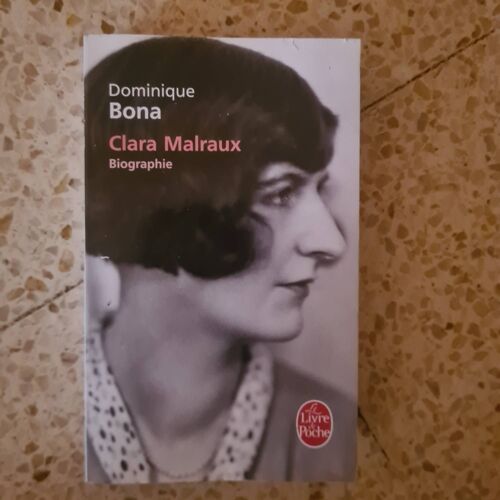 Dominique
Bona
Clara Malraux
Biographie
Le
Livre
de
Poche